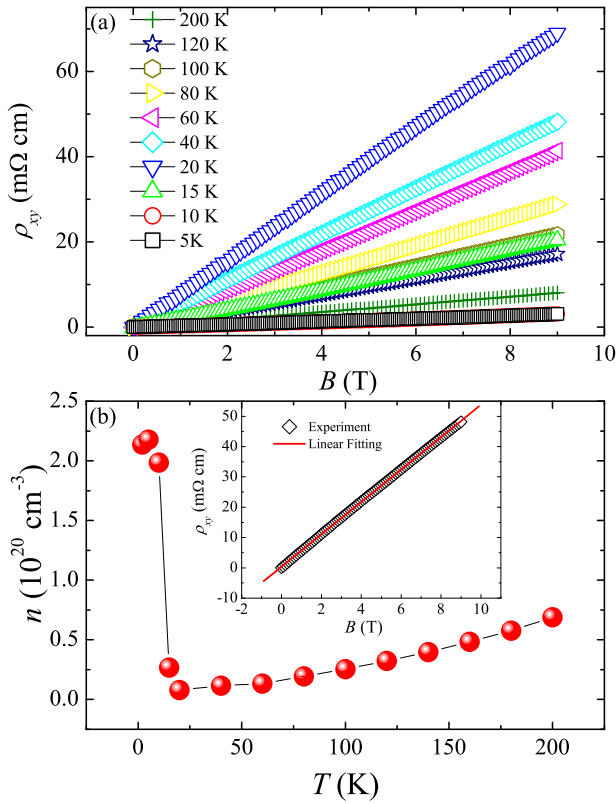 (a)
200 K
120 K
100 K
80 K
60 K
40 K
20 K
15 K
10 K
5K
ρxy (mΩ cm)
60
40
20
0
0 2 4 6 8 10
B (T)
(b)
2.5
2.0
1.5
1.0
0.5
0.0
n (10^20 cm^-3)
Experiment
Linear Fitting
ρxy (mΩ cm)
50
40
30
20
10
0
-10
-2 0 2 4 6 8 10
B (T)
0 50 100 150 200
T (K)